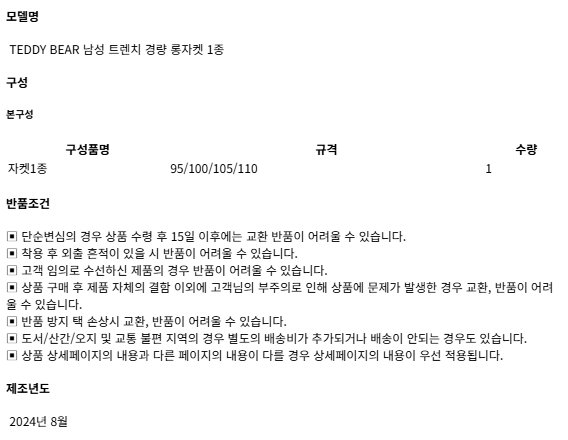 모델명
TEDDY BEAR 남성 트렌치 경량 롱자켓 1종
구성
본구성
구성품명 규격 수량
자켓1종 95/100/105/110 1
반품조건
▣ 단순변심의 경우 상품 수령 후 15일 이후에는 교환 반품이 어려울 수 있습니다.
▣ 착용 후 외출 흔적이 있을 시 반품이 어려울 수 있습니다.
▣ 고객 임의로 수선하신 제품의 경우 반품이 어려울 수 있습니다.
▣ 상품 구매 후 제품 자체의 결함 이외에 고객님의 부주의로 인해 상품에 문제가 발생한 경우 교환, 반품이 어려
울 수 있습니다.
▣ 반품 방지 택 손상시 교환, 반품이 어려울 수 있습니다.
▣ 도서/산간/오지 및 교통 불편 지역의 경우 별도의 배송비가 추가되거나 배송이 안되는 경우도 있습니다.
▣ 상품 상세페이지의 내용과 다른 페이지의 내용이 다를 경우 상세페이지의 내용이 우선 적용됩니다.
제조년도
2024년 8월